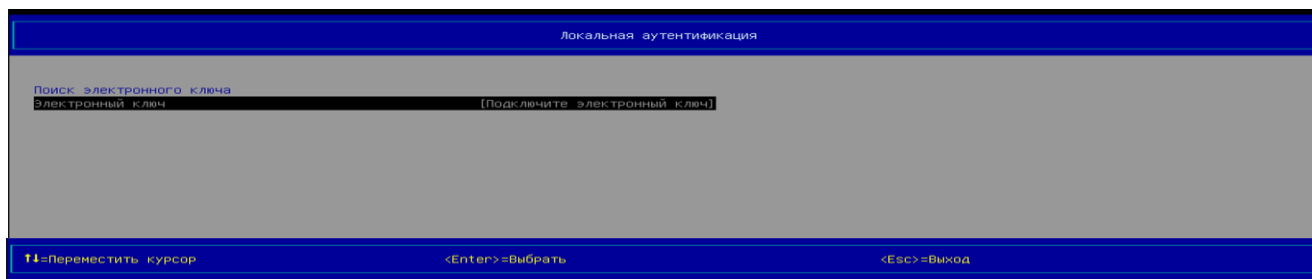 Локальная аутентификация
Поиск электронного ключа
Электронный ключ [Подключите электронный ключ]
↑↓=Переместить курсор <Enter>=Выбрать <Esc>=Выход